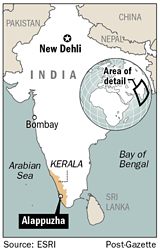 CHINA
PAKISTAN
New Dehli
NEPAL
INDIA
Area of
detail
Bombay
Arabian
Sea
KERALA
Bay of
Bengal
SRI
LANKA
Alappuzha
Source: ESRI
Post-Gazette